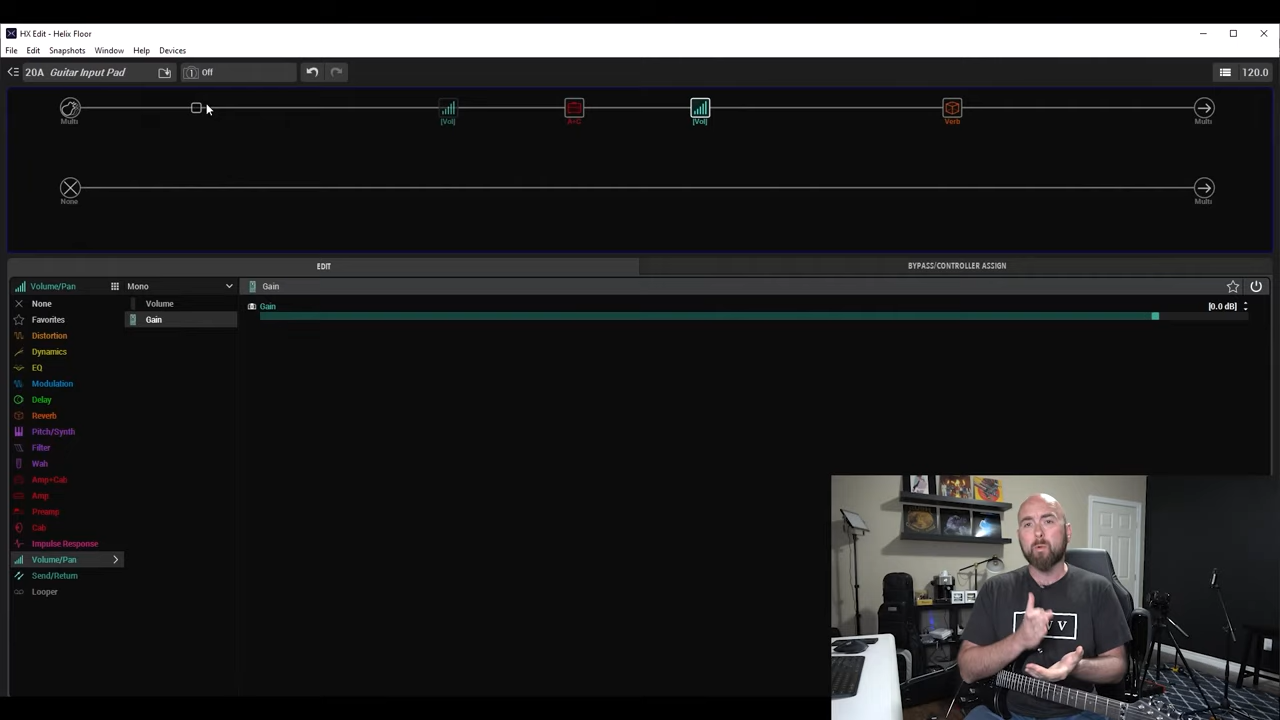 HX Edit - Helix Floor
File Edit Snapshots Window Help Devices
20A Guitar Input Pad 1 Off 120.0
Multi [Vol] A+C [Vol] Verb Multi
None Multi
EDIT BYPASS/CONTROLLER ASSIGN
Volume/Pan Mono Gain
None Volume Gain [0.0 dB]
Favorites Gain
Distortion
Dynamics
EQ
Modulation
Delay
Reverb
Pitch/Synth
Filter
Wah
Amp+Cab
Amp
Preamp
Cab
Impulse Response
Volume/Pan
Send/Return
Looper